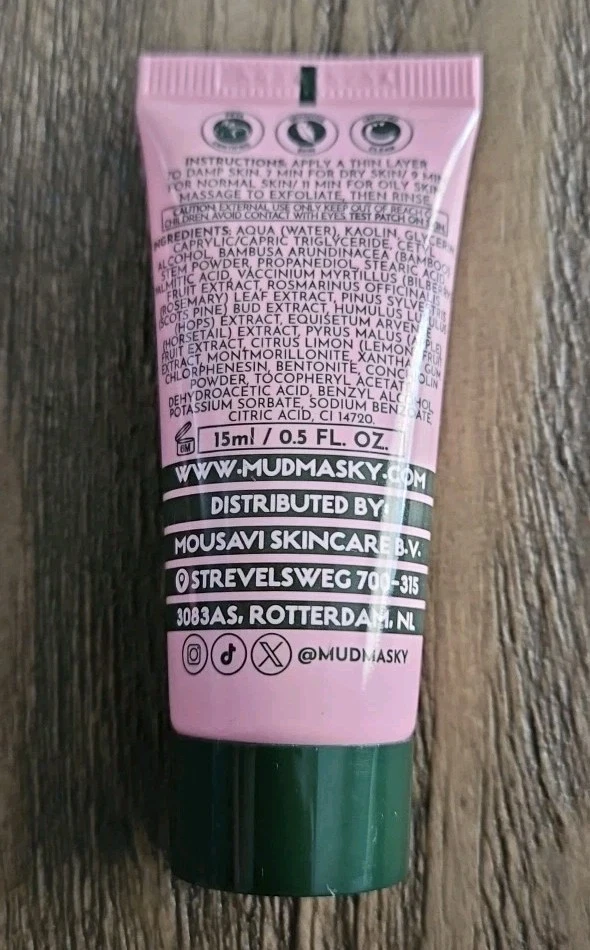 INSTRUCTIONS: APPLY A THIN LAYER
TO DAMP SKIN. 7 MIN FOR DRY SKIN/ 9 MIN
FOR NORMAL SKIN/ 11 MIN FOR OILY SKIN
MASSAGE TO EXFOLIATE, THEN RINSE.
CAUTION: EXTERNAL USE ONLY KEEP OUT OF REACH OF
CHILDREN. AVOID CONTACT WITH EYES. TEST PATCH ON SKIN.
INGREDIENTS: AQUA (WATER), KAOLIN, GLYCERIN
CAPRYLIC/CAPRIC TRIGLYCERIDE, CETYL
ALCOHOL, BAMBUSA ARUNDINACEA (BAMBOO)
STEM POWDER, PROPANEDIOL, STEARIC ACID
PALMITIC ACID, VACCINIUM MYRTILLUS (BILBERRY)
FRUIT EXTRACT, ROSMARINUS OFFICINALIS
(ROSEMARY) LEAF EXTRACT, PINUS SYLVESTRIS
(SCOTS PINE) BUD EXTRACT, HUMULUS LUPULUS
(HOPS) EXTRACT, EQUISETUM ARVENSE
(HORSETAIL) EXTRACT, PYRUS MALUS (APPLE)
FRUIT EXTRACT, CITRUS LIMON (LEMON) FRUIT
EXTRACT, MONTMORILLONITE, XANTHAN GUM
CHLORPHENESIN, BENTONITE,
POWDER, TOCOPHERYL ACETATE,
DEHYDROACETIC ACID, BENZYL ALCOHOL,
POTASSIUM SORBATE, SODIUM BENZOATE
CITRIC ACID, CI 14720.
6M 15ml / 0.5 FL. OZ.
WWW.MUDMASKY.COM
DISTRIBUTED BY:
MOUSAVI SKINCARE B.V.
STREVELSWEG 700-315
3083AS, ROTTERDAM, NL
@MUDMASKY